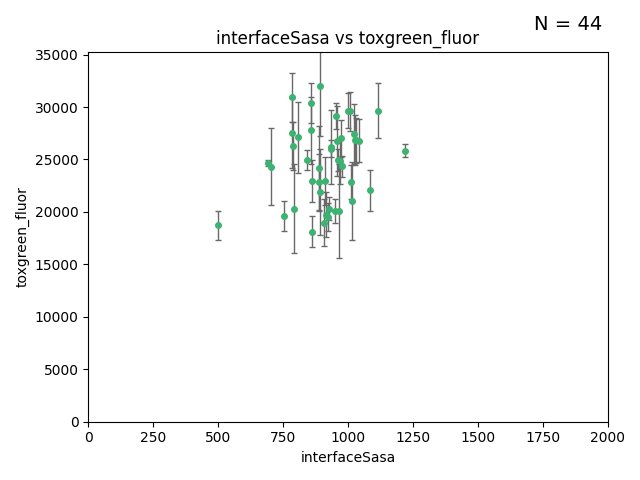 N = 44
interfaceSasa vs toxgreen_fluor
35000
30000
25000
20000
15000
10000
5000
0
toxgreen_fluor
0 250 500 750 1000 1250 1500 1750 2000
interfaceSasa